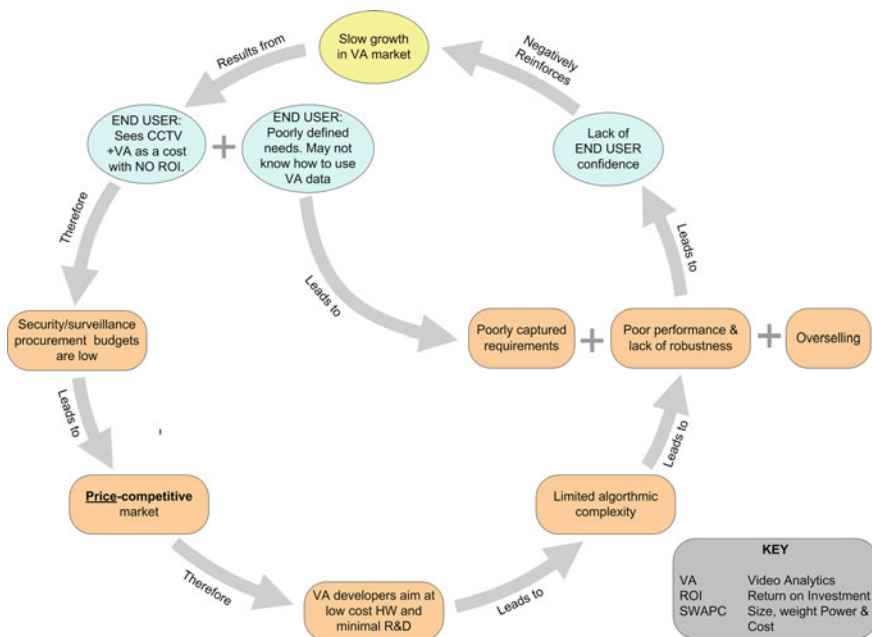 Slow growth
in VA market
Results from
Negatively
Reinforces
END USER:
Sees CCTV
+VA as a cost
with NO ROI.
+
END USER:
Poorly defined
needs. May not
know how to use
VA data
Lack of
END USER
confidence
Therefore
Leads to
Leads to
Security/surveillance
procurement budgets
are low
Poorly captured
requirements
+
Poor performance &
lack of robustness
+
Overselling
Leads to
Leads to
Price-competitive
market
Limited algorthmic
complexity
Therefore
VA developers aim at
low cost HW and
minimal R&D
Leads to
KEY
VA Video Analytics
ROI Return on Investment
SWAPC Size, weight Power &
Cost